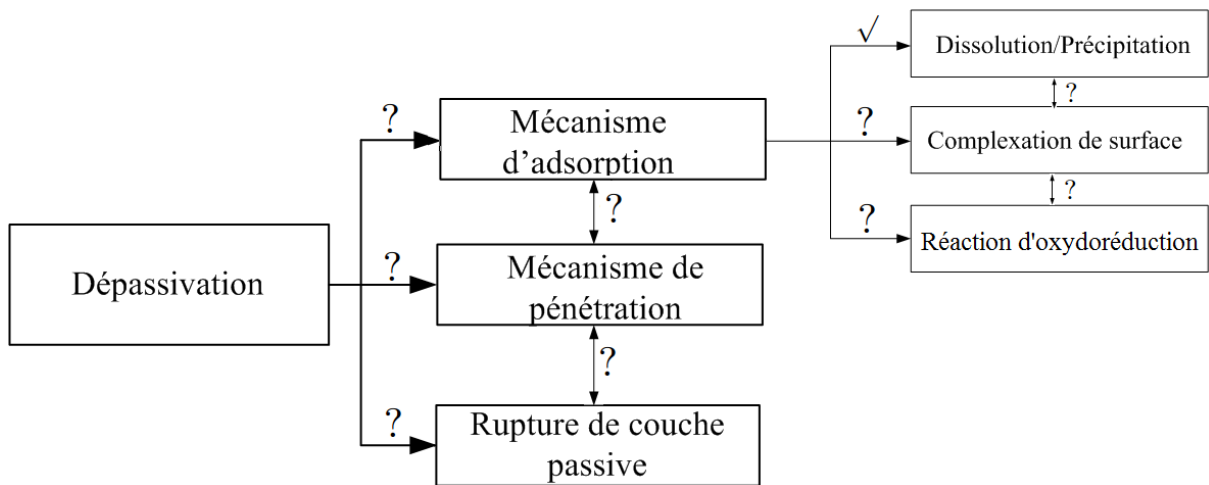 √
Dissolution/Précipitation
?
?
Mécanisme
d'adsorption
?
Complexation de surface
?
?
?
Réaction d'oxydoréduction
Dépassivation
?
Mécanisme de
pénétration
?
?
Rupture de couche
passive